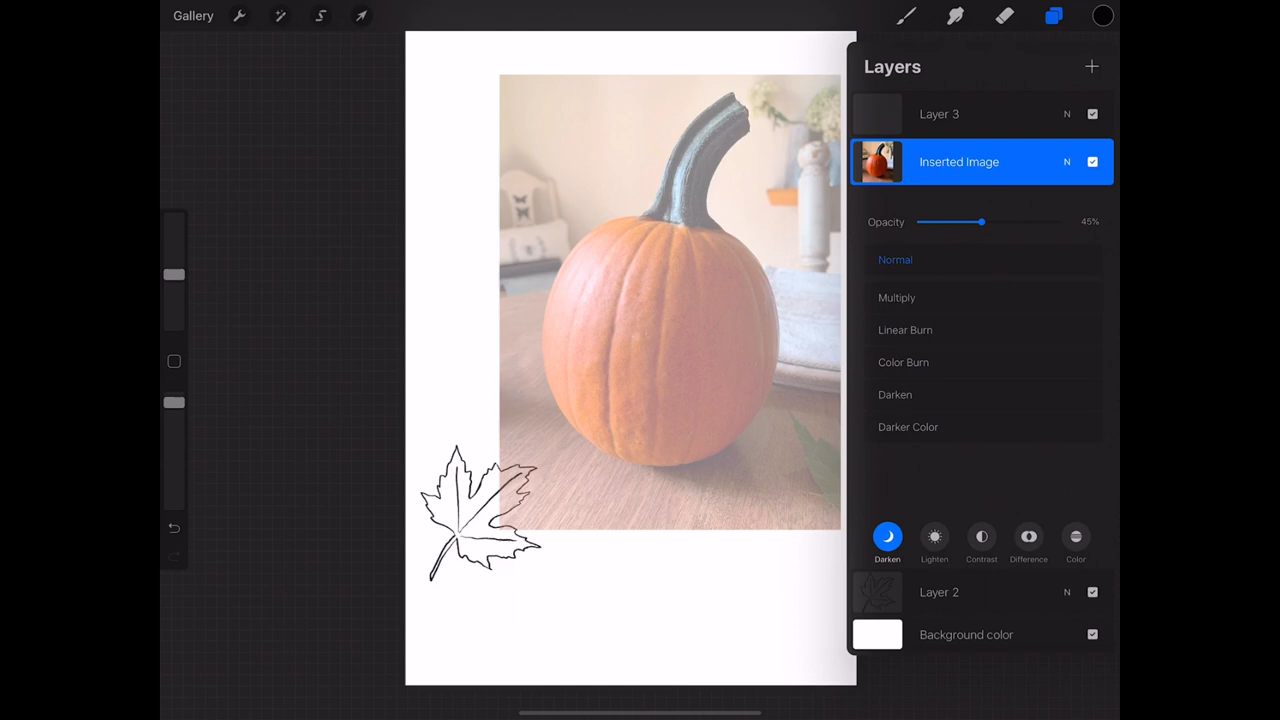 Gallery
Layers
Layer 3 N
Inserted Image N
Opacity 45%
Normal
Multiply
Linear Burn
Color Burn
Darken
Darker Color
Darken Lighten Contrast Difference Color
Layer 2 N
Background color